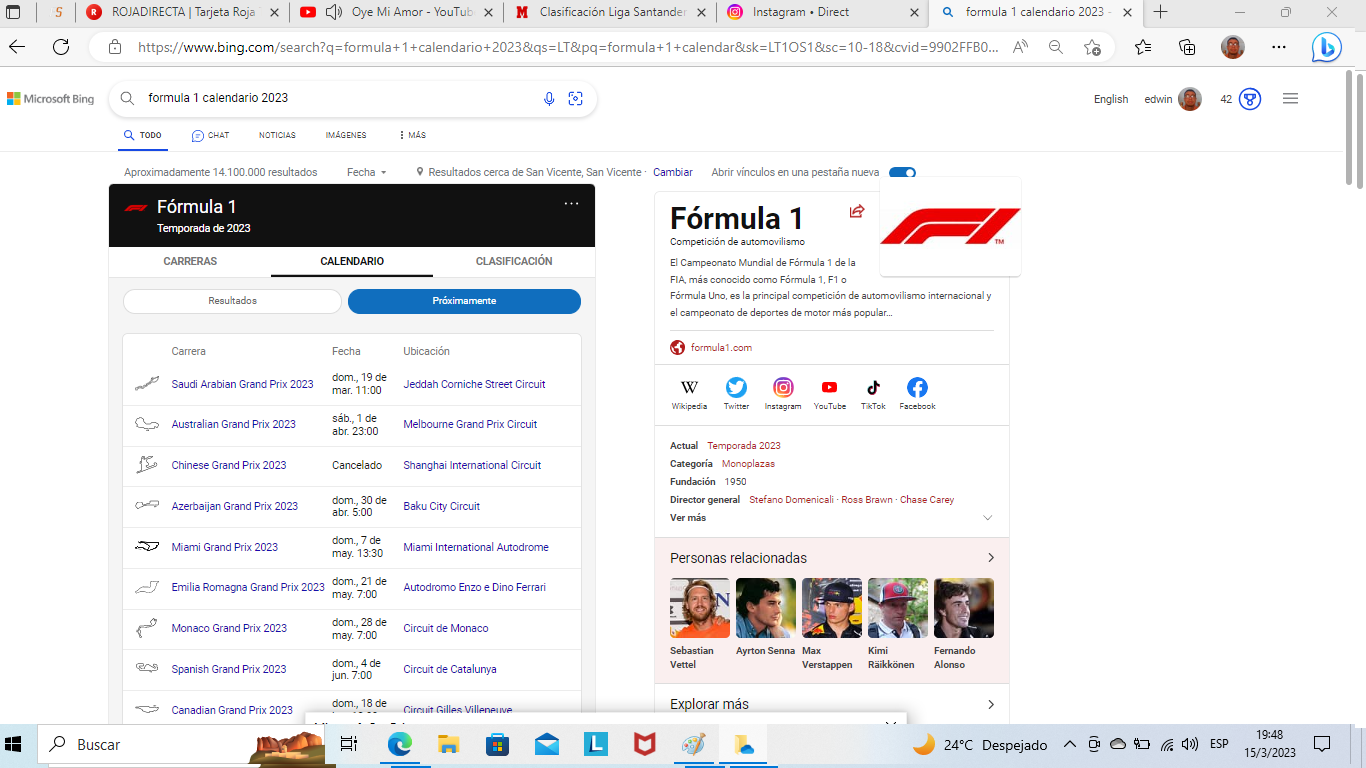 ROJADIRECTA | Tarjeta Roja
Oye Mi Amor - YouTub
Clasificación Liga Santander
Instagram • Direct
formula 1 calendario 2023 -
https://www.bing.com/search?q=formula+1+calendario+2023&qs=LT&pq=formula+1+calendar&sk=LT1OS1&sc=10-18&cvid=9902FFB0...
Microsoft Bing
formula 1 calendario 2023
English
edwin
42
TODO
CHAT
NOTICIAS
IMÁGENES
MÁS
Aproximadamente 14.100.000 resultados
Fecha
Resultados cerca de San Vicente, San Vicente ·
Cambiar
Abrir vínculos en una pestaña nueva
Fórmula 1
Temporada de 2023
CARRERAS
CALENDARIO
CLASIFICACIÓN
Resultados
Próximamente
Carrera Fecha Ubicación
Saudi Arabian Grand Prix 2023 dom., 19 de mar. 11:00 Jeddah Corniche Street Circuit
Australian Grand Prix 2023 sáb., 1 de abr. 23:00 Melbourne Grand Prix Circuit
Chinese Grand Prix 2023 Cancelado Shanghai International Circuit
Azerbaijan Grand Prix 2023 dom., 30 de abr. 5:00 Baku City Circuit
Miami Grand Prix 2023 dom., 7 de may. 13:30 Miami International Autodrome
Emilia Romagna Grand Prix 2023 dom., 21 de may. 7:00 Autodromo Enzo e Dino Ferrari
Monaco Grand Prix 2023 dom., 28 de may. 7:00 Circuit de Monaco
Spanish Grand Prix 2023 dom., 4 de jun. 7:00 Circuit de Catalunya
Canadian Grand Prix 2023 dom., 18 de Circuit Gilles Villeneuve
Fórmula 1
Competición de automovilismo
El Campeonato Mundial de Fórmula 1 de la
FIA, más conocido como Fórmula 1, F1 o
Fórmula Uno, es la principal competición de automovilismo internacional y
el campeonato de deportes de motor más popular…
F1
TM
formula1.com
Wikipedia
Twitter
Instagram
YouTube
TikTok
Facebook
Actual Temporada 2023
Categoría Monoplazas
Fundación 1950
Director general Stefano Domenicali · Ross Brawn · Chase Carey
Ver más
Personas relacionadas
Sebastian Vettel
Ayrton Senna
Max Verstappen
Kimi Räikkönen
Fernando Alonso
Explorar más
Buscar
24°C Despejado
ESP
19:48
15/3/2023